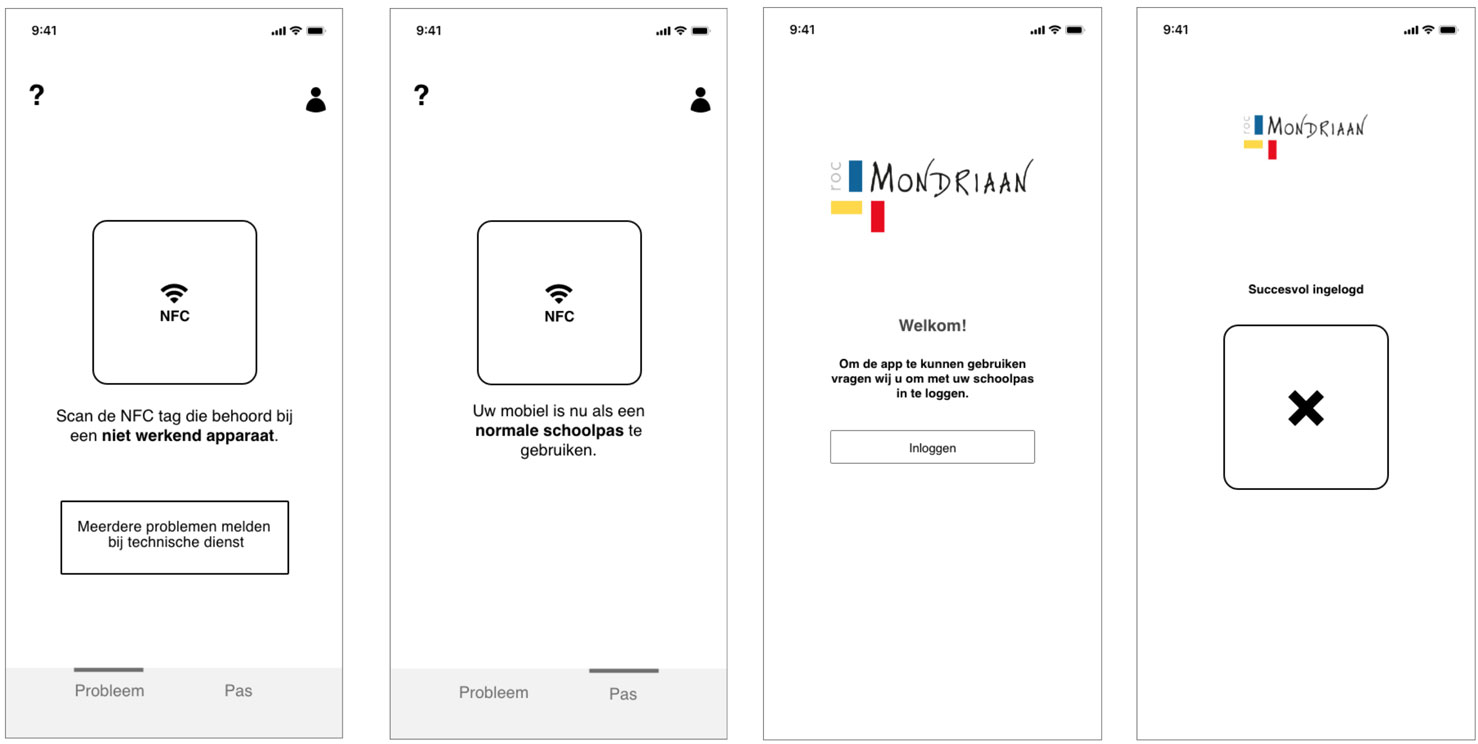 9:41
?
NFC
Scan de NFC tag die behoord bij
een niet werkend apparaat.
Meerdere problemen melden
bij technische dienst
Probleem Pas
9:41
?
NFC
Uw mobiel is nu als een
normale schoolpas te
gebruiken.
Probleem Pas
9:41
roc MONDRIAAN
Welkom!
Om de app te kunnen gebruiken
vragen wij u om met uw schoolpas
in te loggen.
Inloggen
9:41
roc MONDRIAAN
Succesvol ingelogd